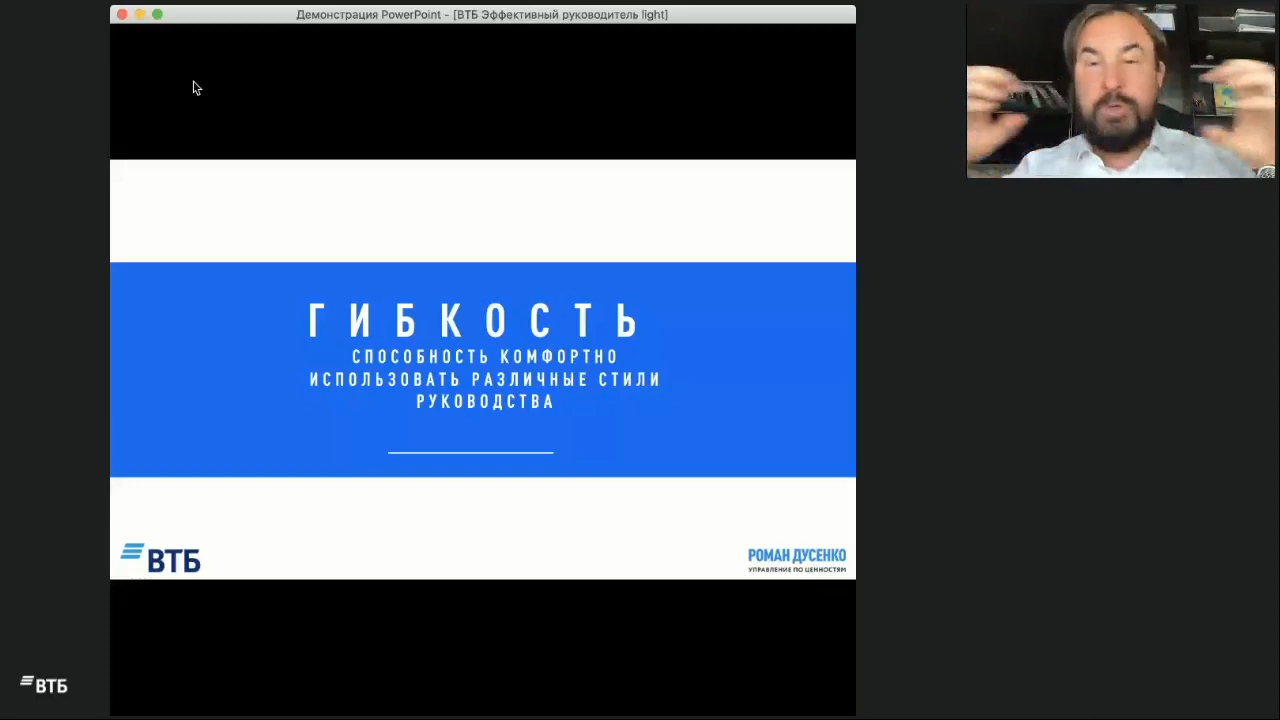 Демонстрация PowerPoint - [ВТБ Эффективный руководитель light]
ГИБКОСТЬ
СПОСОБНОСТЬ КОМФОРТНО
ИСПОЛЬЗОВАТЬ РАЗЛИЧНЫЕ СТИЛИ
РУКОВОДСТВА
ВТБ
РОМАН ДУСЕНКО
УПРАВЛЕНИЕ ПО ЦЕННОСТЯМ
ВТБ